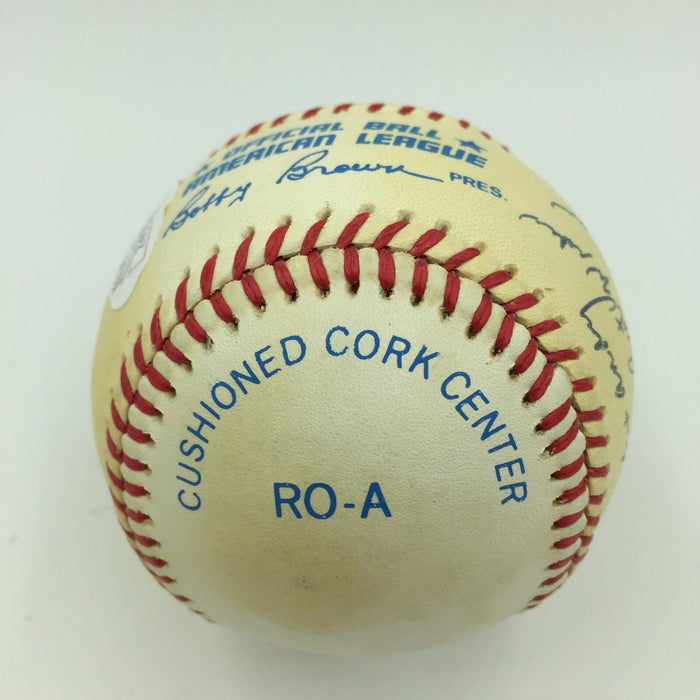 ★ OFFICIAL BALL ★
AMERICAN LEAGUE
Bobby Brown PRES.
CUSHIONED CORK CENTER
RO-A